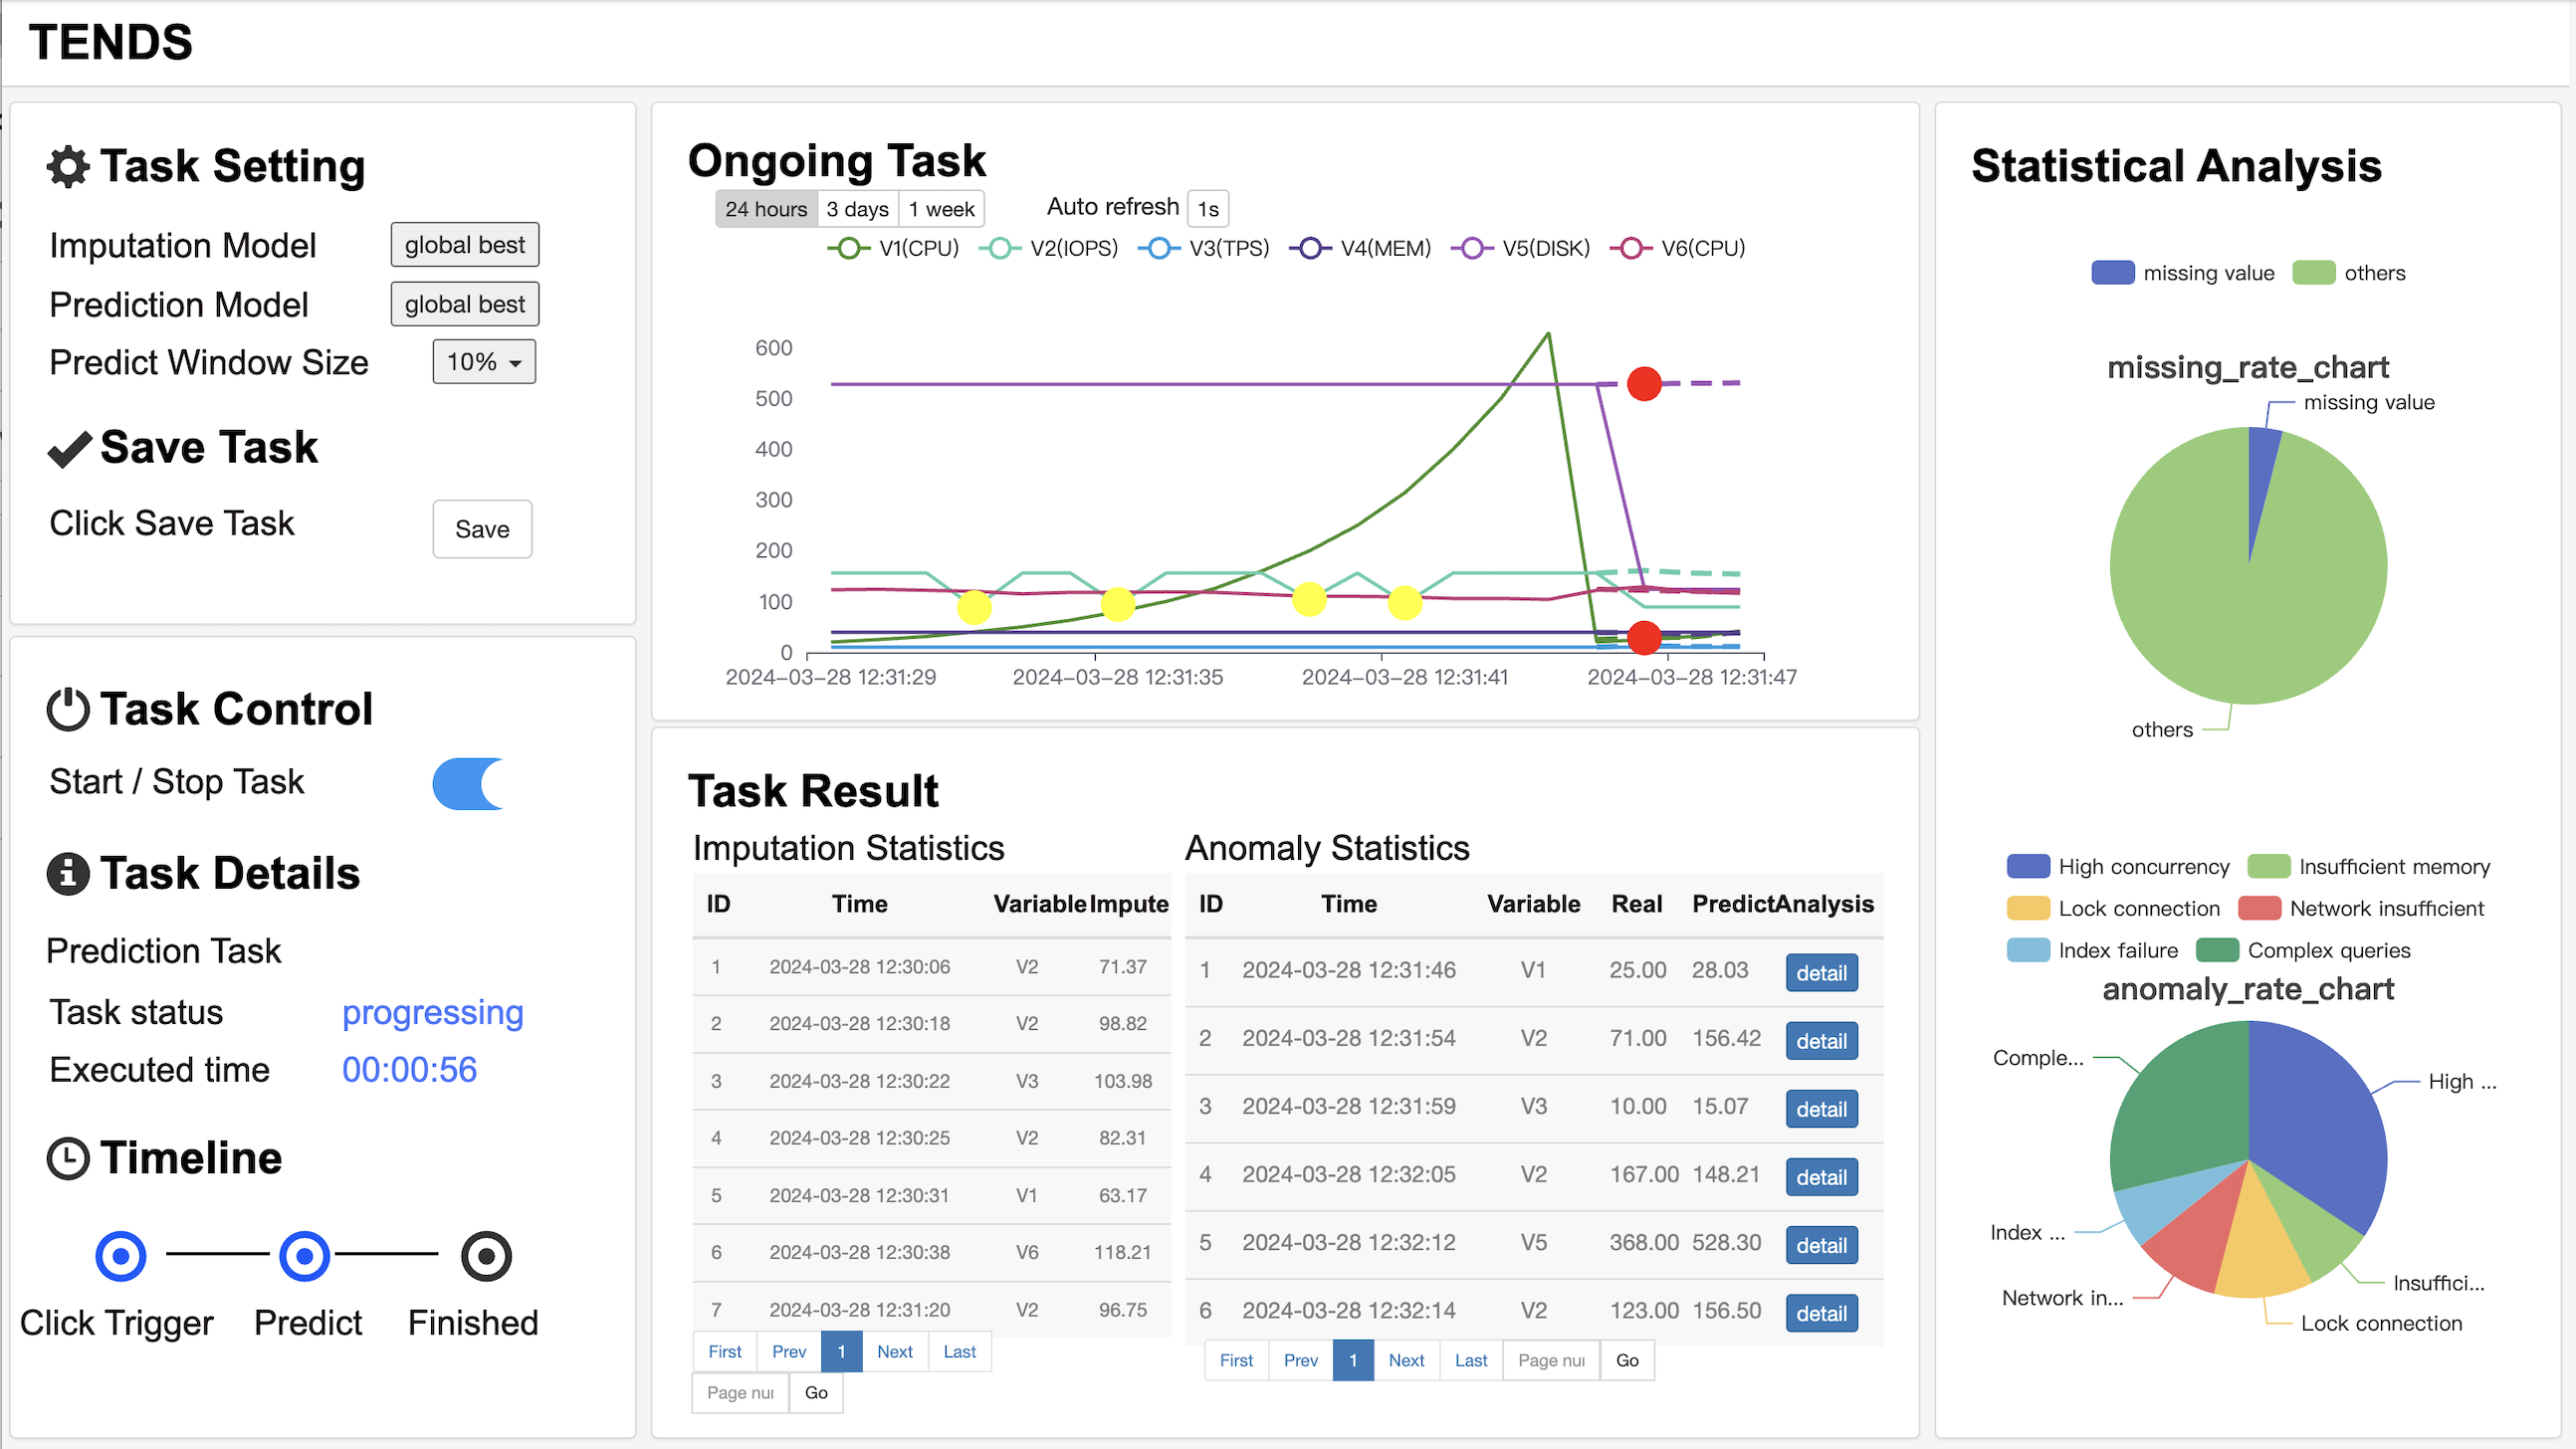 TENDS
Task Setting
Imputation Model global best
Prediction Model global best
Predict Window Size 10%
Save Task
Click Save Task Save
Task Control
Start / Stop Task
Task Details
Prediction Task
Task status progressing
Executed time 00:00:56
Timeline
Click Trigger Predict Finished
Ongoing Task
24 hours 3 days 1 week Auto refresh 1s
V1(CPU) V2(IOPS) V3(TPS) V4(MEM) V5(DISK) V6(CPU)
600
500
400
300
200
100
0
2024-03-28 12:31:29 2024-03-28 12:31:35 2024-03-28 12:31:41 2024-03-28 12:31:47
Task Result
Imputation Statistics
ID Time Variable Impute
1 2024-03-28 12:30:06 V2 71.37
2 2024-03-28 12:30:18 V2 98.82
3 2024-03-28 12:30:22 V3 103.98
4 2024-03-28 12:30:25 V2 82.31
5 2024-03-28 12:30:31 V1 63.17
6 2024-03-28 12:30:38 V6 118.21
7 2024-03-28 12:31:20 V2 96.75
First Prev 1 Next Last
Page nui Go
Anomaly Statistics
ID Time Variable Real Predict Analysis
1 2024-03-28 12:31:46 V1 25.00 28.03 detail
2 2024-03-28 12:31:54 V2 71.00 156.42 detail
3 2024-03-28 12:31:59 V3 10.00 15.07 detail
4 2024-03-28 12:32:05 V2 167.00 148.21 detail
5 2024-03-28 12:32:12 V5 368.00 528.30 detail
6 2024-03-28 12:32:14 V2 123.00 156.50 detail
First Prev 1 Next Last Page nui Go
Statistical Analysis
missing value others
missing_rate_chart
missing value
others
High concurrency Insufficient memory
Lock connection Network insufficient
Index failure Complex queries
anomaly_rate_chart
Comple...
High ...
Index ...
Insuffici...
Network in...
Lock connection